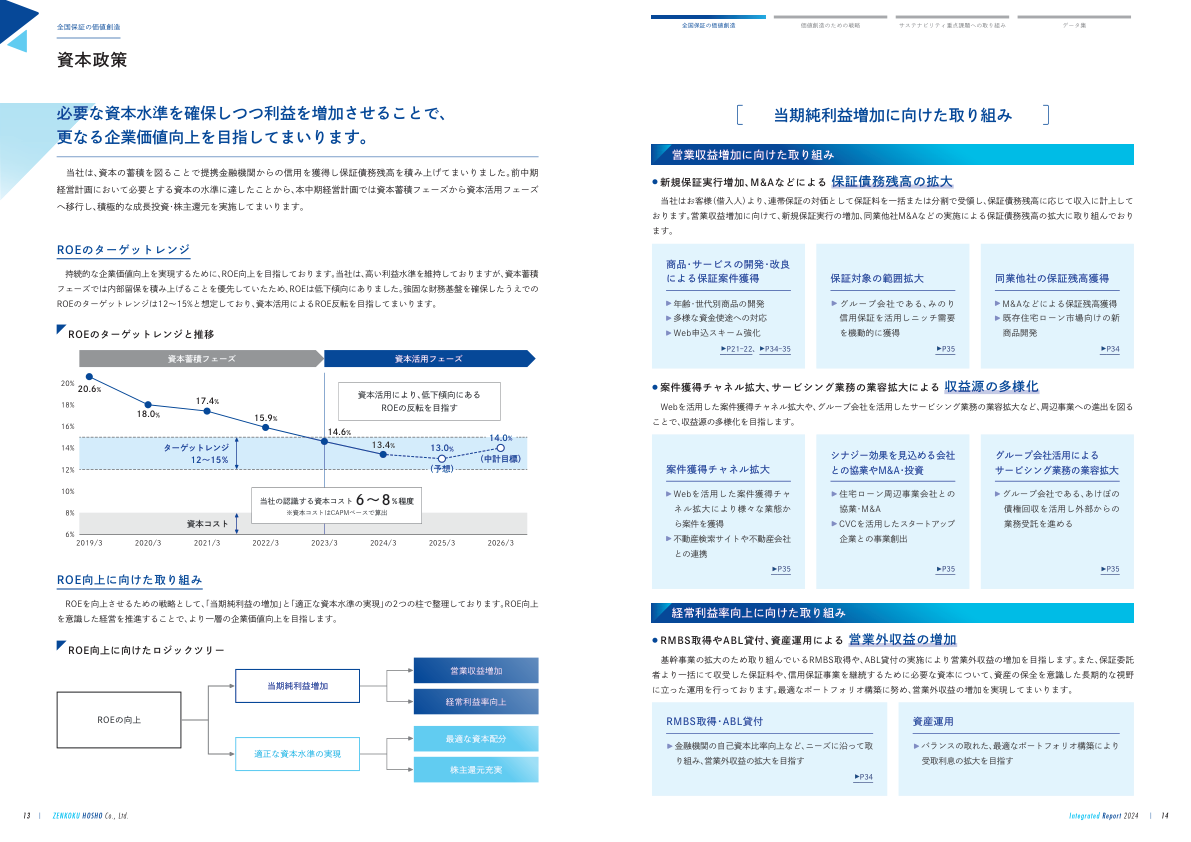 全国保証の価値創造
資本政策
必要な資本水準を確保しつつ利益を増加させることで、
更なる企業価値向上を目指してまいります。
当社は、資本の蓄積を図ることで提携金融機関からの信用を獲得し保証債務残高を積み上げてまいりました。前中期
経営計画において必要とする資本の水準に達したことから、本中期経営計画では資本蓄積フェーズから資本活用フェーズ
へ移行し、積極的な成長投資・株主還元を実施してまいります。
ROEのターゲットレンジ
持続的な企業価値向上を実現するために、ROE向上を目指しております。当社は、高い利益水準を維持しておりますが、資本蓄積
フェーズでは内部留保を積み上げることを優先していたため、ROEは低下傾向にありました。強固な財務基盤を確保したうえでの
ROEのターゲットレンジは12～15%と想定しており、資本活用によるROE反転を目指してまいります。
ROEのターゲットレンジと推移
資本蓄積フェーズ
資本活用フェーズ
20%
18%
16%
14%
12%
10%
8%
6%
20.6%
18.0%
17.4%
15.9%
14.6%
13.4%
13.0%
(予想)
14.0%
(中計目標)
資本活用により、低下傾向にある
ROEの反転を目指す
ターゲットレンジ
12～15%
当社の認識する資本コスト 6～8%程度
※資本コストはCAPMベースで算出
資本コスト
2019/3 2020/3 2021/3 2022/3 2023/3 2024/3 2025/3 2026/3
ROE向上に向けた取り組み
ROEを向上させるための戦略として、「当期純利益の増加」と「適正な資本水準の実現」の2つの柱で整理しております。ROE向上
を意識した経営を推進することで、より一層の企業価値向上を目指します。
ROE向上に向けたロジックツリー
ROEの向上
当期純利益増加
適正な資本水準の実現
営業収益増加
経常利益率向上
最適な資本配分
株主還元充実
13 | ZENKOKU HOSHO Co., Ltd.
全国保証の価値創造
価値創造のための戦略
サステナビリティ重点課題への取り組み
データ集
当期純利益増加に向けた取り組み
営業収益増加に向けた取り組み
●新規保証実行増加、M&Aなどによる 保証債務残高の拡大
当社はお客様（借入人）より、連帯保証の対価として保証料を一括または分割で受領し、保証債務残高に応じて収入に計上して
おります。営業収益増加に向けて、新規保証実行の増加、同業他社M&Aなどの実施による保証債務残高の拡大に取り組んでおり
ます。
商品・サービスの開発・改良
による保証案件獲得
▶年齢・世代別商品の開発
▶多様な資金使途への対応
▶Web申込スキーム強化
▶P21-22、▶P34-35
保証対象の範囲拡大
▶グループ会社である、みのり
信用保証を活用しニッチ需要
を機動的に獲得
▶P35
同業他社の保証残高獲得
▶M&Aなどによる保証残高獲得
▶既存住宅ローン市場向けの新
商品開発
▶P34
●案件獲得チャネル拡大、サービシング業務の業容拡大による 収益源の多様化
Webを活用した案件獲得チャネル拡大や、グループ会社を活用したサービシング業務の業容拡大など、周辺事業への進出を図る
ことで、収益源の多様化を目指します。
案件獲得チャネル拡大
▶Webを活用した案件獲得チャ
ネル拡大により様々な業態か
ら案件を獲得
▶不動産検索サイトや不動産会社
との連携
▶P35
シナジー効果を見込める会社
との協業やM&A・投資
▶住宅ローン周辺事業会社との
協業・M&A
▶CVCを活用したスタートアップ
企業との事業創出
▶P35
グループ会社活用による
サービシング業務の業容拡大
▶グループ会社である、あけぼの
債権回収を活用し外部からの
業務受託を進める
▶P35
経常利益率向上に向けた取り組み
●RMBS取得やABL貸付、資産運用による 営業外収益の増加
基幹事業の拡大のため取り組んでいるRMBS取得や、ABL貸付の実施により営業外収益の増加を目指します。また、保証委託
者より一括にて収受した保証料や、信用保証事業を継続するために必要な資本について、資産の保全を意識した長期的な視野
に立った運用を行っております。最適なポートフォリオ構築に努め、営業外収益の増加を実現してまいります。
RMBS取得・ABL貸付
▶金融機関の自己資本比率向上など、ニーズに沿って取
り組み、営業外収益の拡大を目指す
▶P34
資産運用
▶バランスの取れた、最適なポートフォリオ構築により
受取利息の拡大を目指す
Integrated Report 2024 | 14